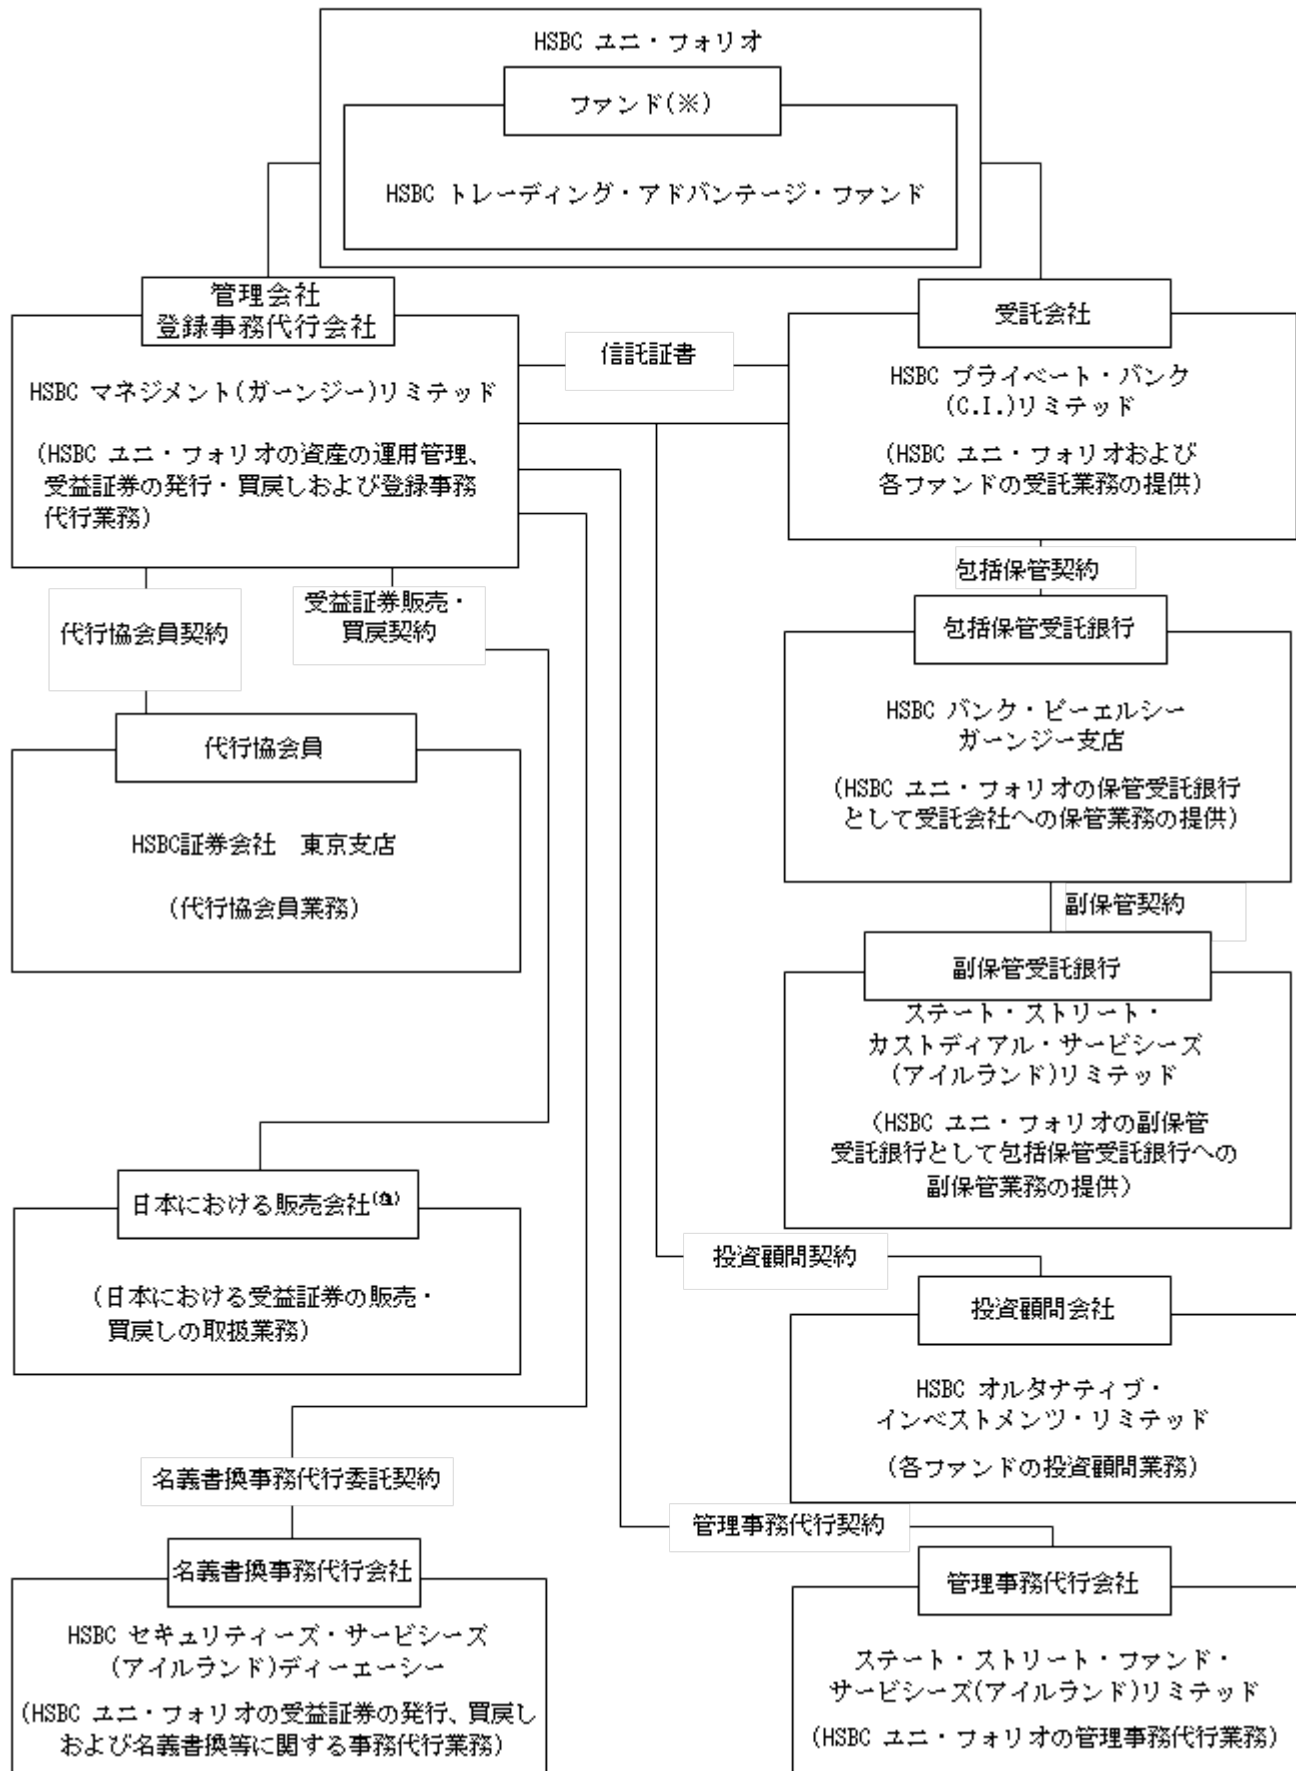 HSBC ユニ・フォリオ
ファンド(※)
HSBC トレーディング・アドバンテージ・ファンド
管理会社
登録事務代行会社
HSBC マネジメント(ガーンジー)リミテッド
(HSBC ユニ・フォリオの資産の運用管理、
受益証券の発行・買戻しおよび登録事務
代行業務)
信託証書
受託会社
HSBC プライベート・バンク
(C.I.)リミテッド
(HSBC ユニ・フォリオおよび
各ファンドの受託業務の提供)
包括保管契約
包括保管受託銀行
HSBC バンク・ピーエルシー
ガーンジー支店
(HSBC ユニ・フォリオの保管受託銀行
として受託会社への保管業務の提供)
副保管契約
副保管受託銀行
ステート・ストリート・
カストディアル・サービシーズ
(アイルランド)リミテッド
(HSBC ユニ・フォリオの副保管
受託銀行として包括保管受託銀行への
副保管業務の提供)
代行協会員契約
受益証券販売・
買戻契約
代行協会員
HSBC証券会社 東京支店
(代行協会員業務)
日本における販売会社
(日本における受益証券の販売・
買戻しの取扱業務)
投資顧問契約
投資顧問会社
HSBC オルタナティブ・
インベストメンツ・リミテッド
(各ファンドの投資顧問業務)
名義書換事務代行委託契約
名義書換事務代行会社
HSBC セキュリティーズ・サービシーズ
(アイルランド)ディーエーシー
(HSBC ユニ・フォリオの受益証券の発行、買戻し
および名義書換等に関する事務代行業務)
管理事務代行契約
管理事務代行会社
ステート・ストリート・ファンド・
サービシーズ(アイルランド)リミテッド
(HSBC ユニ・フォリオの管理事務代行業務)